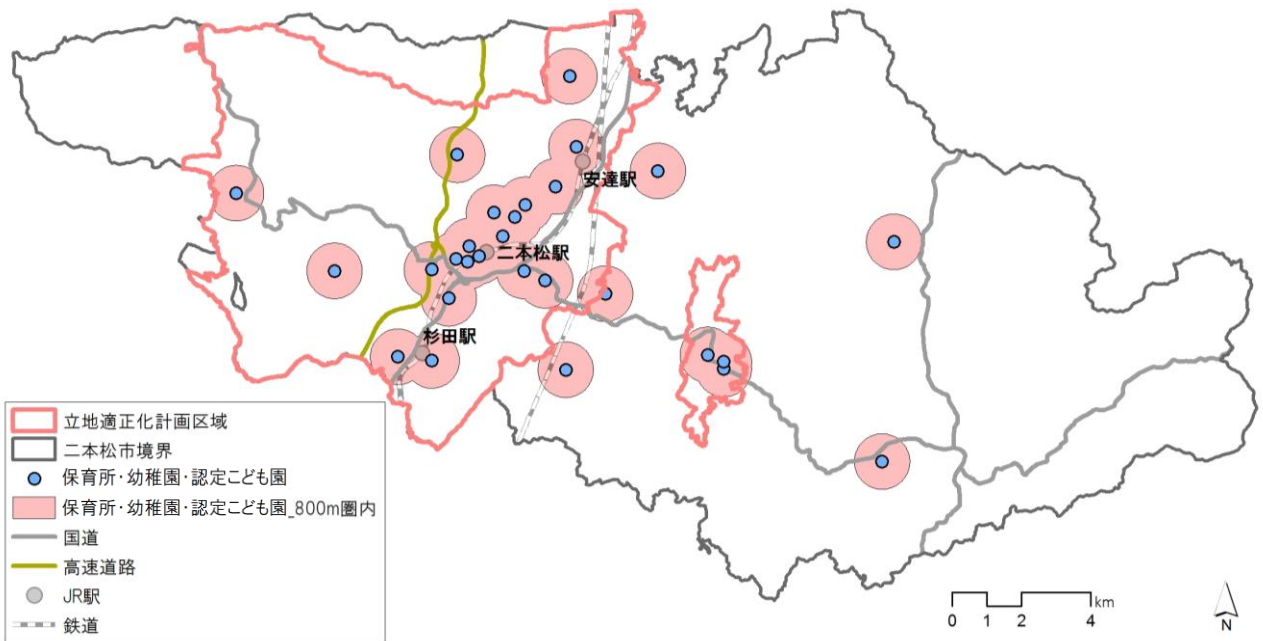 安達駅
二本松駅
杉田駅
立地適正化計画区域
二本松市境界
保育所・幼稚園・認定こども園
保育所・幼稚園・認定こども園_800m圏内
国道
高速道路
JR駅
鉄道
km
0 1 2 4
N